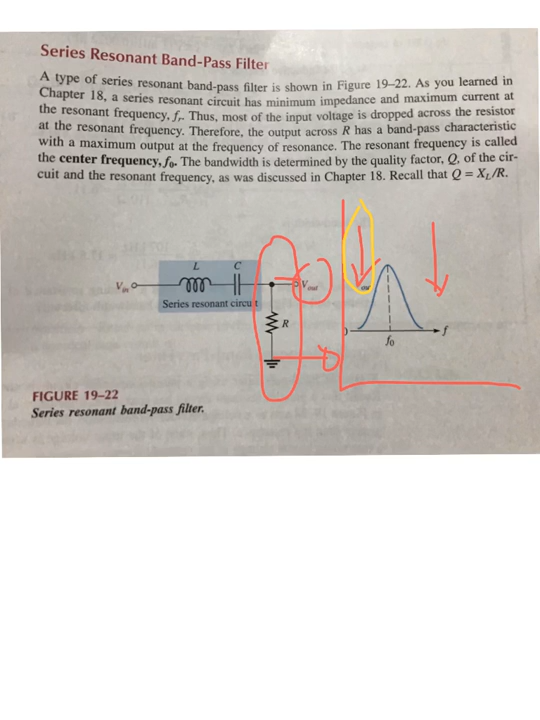 Series Resonant Band-Pass Filter
A type of series resonant band-pass filter is shown in Figure 19–22. As you learned in
Chapter 18, a series resonant circuit has minimum impedance and maximum current at
the resonant frequency, fr. Thus, most of the input voltage is dropped across the resistor
at the resonant frequency. Therefore, the output across R has a band-pass characteristic
with a maximum output at the frequency of resonance. The resonant frequency is called
the center frequency, f0. The bandwidth is determined by the quality factor, Q, of the cir-
cuit and the resonant frequency, as was discussed in Chapter 18. Recall that Q = XL/R.
L C
Vin Vout
Series resonant circuit
R
0 f
f0
FIGURE 19–22
Series resonant band-pass filter.